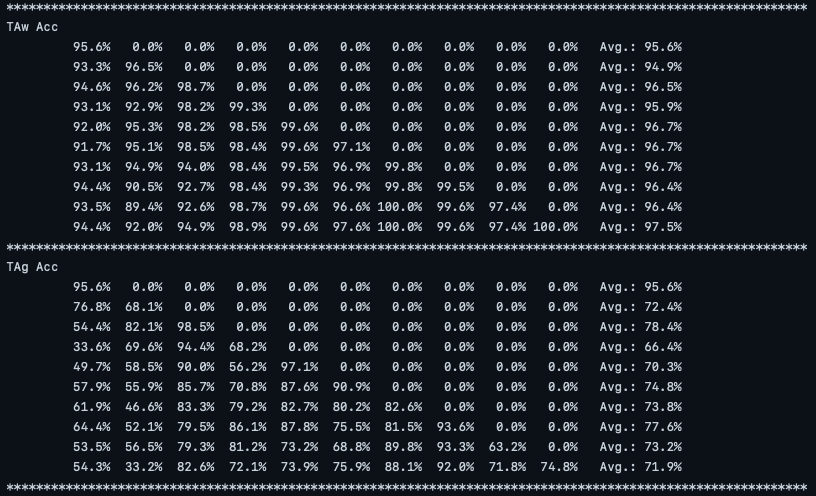 ************************************************************************************************************
TAw Acc
95.6% 0.0% 0.0% 0.0% 0.0% 0.0% 0.0% 0.0% 0.0% 0.0% Avg.: 95.6%
93.3% 96.5% 0.0% 0.0% 0.0% 0.0% 0.0% 0.0% 0.0% 0.0% Avg.: 94.9%
94.6% 96.2% 98.7% 0.0% 0.0% 0.0% 0.0% 0.0% 0.0% 0.0% Avg.: 96.5%
93.1% 92.9% 98.2% 99.3% 0.0% 0.0% 0.0% 0.0% 0.0% 0.0% Avg.: 95.9%
92.0% 95.3% 98.2% 98.5% 99.6% 0.0% 0.0% 0.0% 0.0% 0.0% Avg.: 96.7%
91.7% 95.1% 98.5% 98.4% 99.6% 97.1% 0.0% 0.0% 0.0% 0.0% Avg.: 96.7%
93.1% 94.9% 94.0% 98.4% 99.5% 96.9% 99.8% 0.0% 0.0% 0.0% Avg.: 96.7%
94.4% 90.5% 92.7% 98.4% 99.3% 96.9% 99.8% 99.5% 0.0% 0.0% Avg.: 96.4%
93.5% 89.4% 92.6% 98.7% 99.6% 96.6% 100.0% 99.6% 97.4% 0.0% Avg.: 96.4%
94.4% 92.0% 94.9% 98.9% 99.6% 97.6% 100.0% 99.6% 97.4% 100.0% Avg.: 97.5%
************************************************************************************************************
TAg Acc
95.6% 0.0% 0.0% 0.0% 0.0% 0.0% 0.0% 0.0% 0.0% 0.0% Avg.: 95.6%
76.8% 68.1% 0.0% 0.0% 0.0% 0.0% 0.0% 0.0% 0.0% 0.0% Avg.: 72.4%
54.4% 82.1% 98.5% 0.0% 0.0% 0.0% 0.0% 0.0% 0.0% 0.0% Avg.: 78.4%
33.6% 69.6% 94.4% 68.2% 0.0% 0.0% 0.0% 0.0% 0.0% 0.0% Avg.: 66.4%
49.7% 58.5% 90.0% 56.2% 97.1% 0.0% 0.0% 0.0% 0.0% 0.0% Avg.: 70.3%
57.9% 55.9% 85.7% 70.8% 87.6% 90.9% 0.0% 0.0% 0.0% 0.0% Avg.: 74.8%
61.9% 46.6% 83.3% 79.2% 82.7% 80.2% 82.6% 0.0% 0.0% 0.0% Avg.: 73.8%
64.4% 52.1% 79.5% 86.1% 87.8% 75.5% 81.5% 93.6% 0.0% 0.0% Avg.: 77.6%
53.5% 56.5% 79.3% 81.2% 73.2% 68.8% 89.8% 93.3% 63.2% 0.0% Avg.: 73.2%
54.3% 33.2% 82.6% 72.1% 73.9% 75.9% 88.1% 92.0% 71.8% 74.8% Avg.: 71.9%
************************************************************************************************************